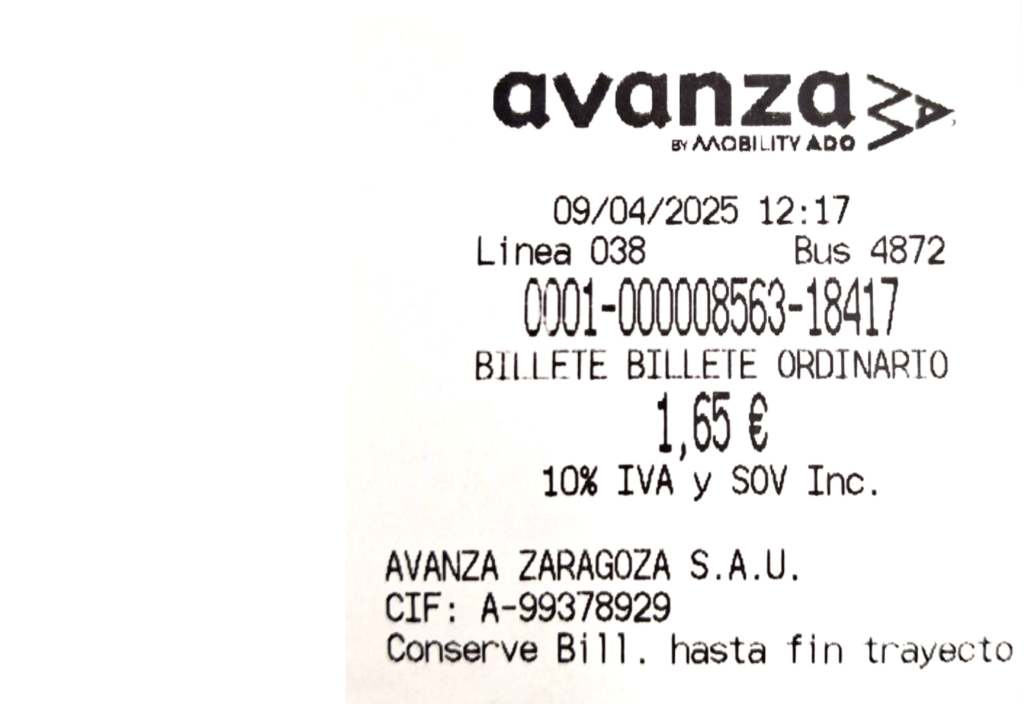 avanza
BY MOBILITY ADO
09/04/2025 12:17
Linea 038 Bus 4872
0001-000008563-18417
BILLETE BILLETE ORDINARIO
1,65 €
10% IVA y SOV Inc.
AVANZA ZARAGOZA S.A.U.
CIF: A-99378929
Conserve Bill. hasta fin trayecto